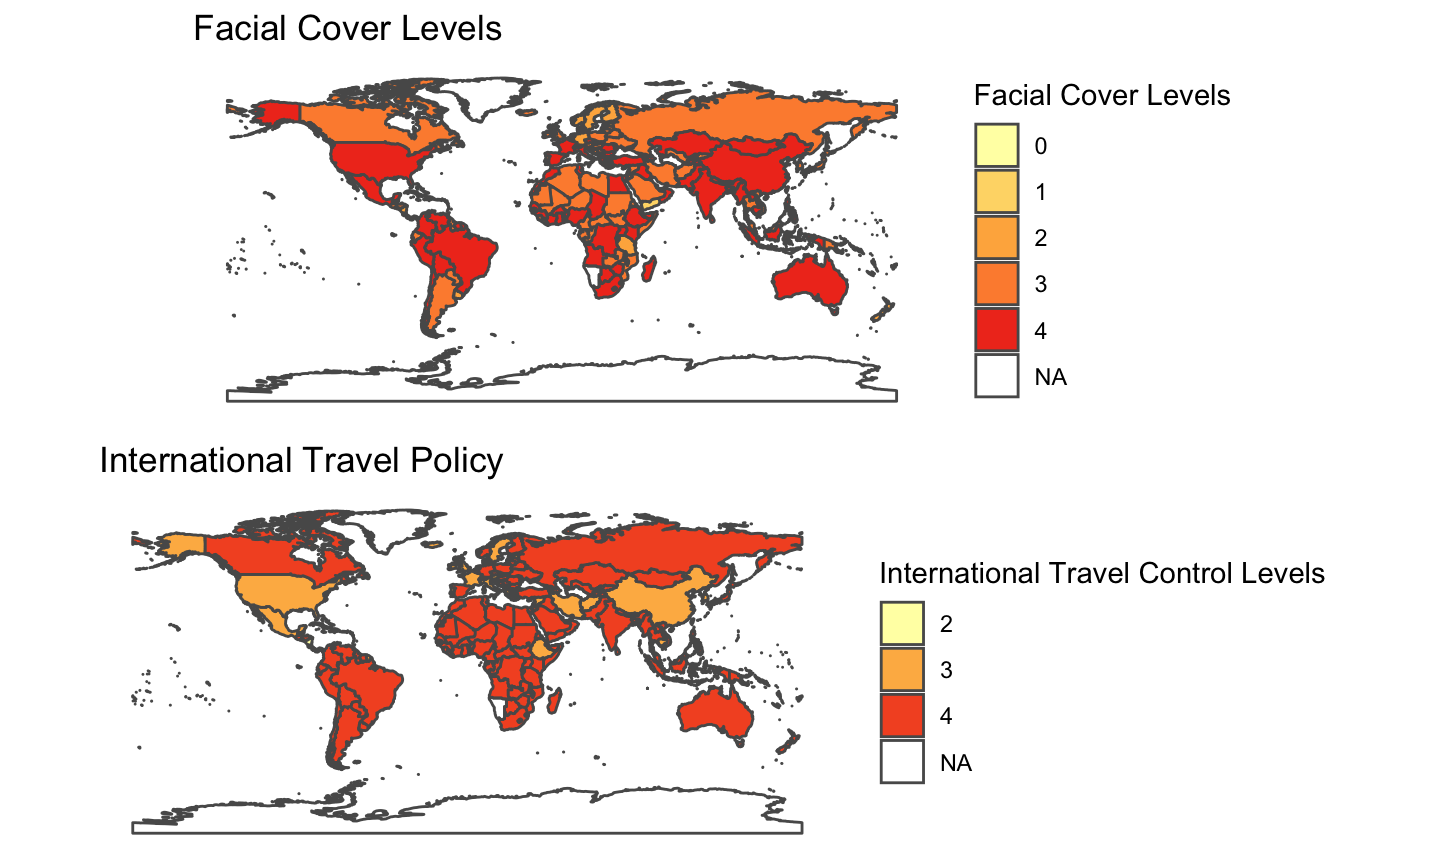 Facial Cover Levels
Facial Cover Levels
0
1
2
3
4
NA
International Travel Policy
International Travel Control Levels
2
3
4
NA